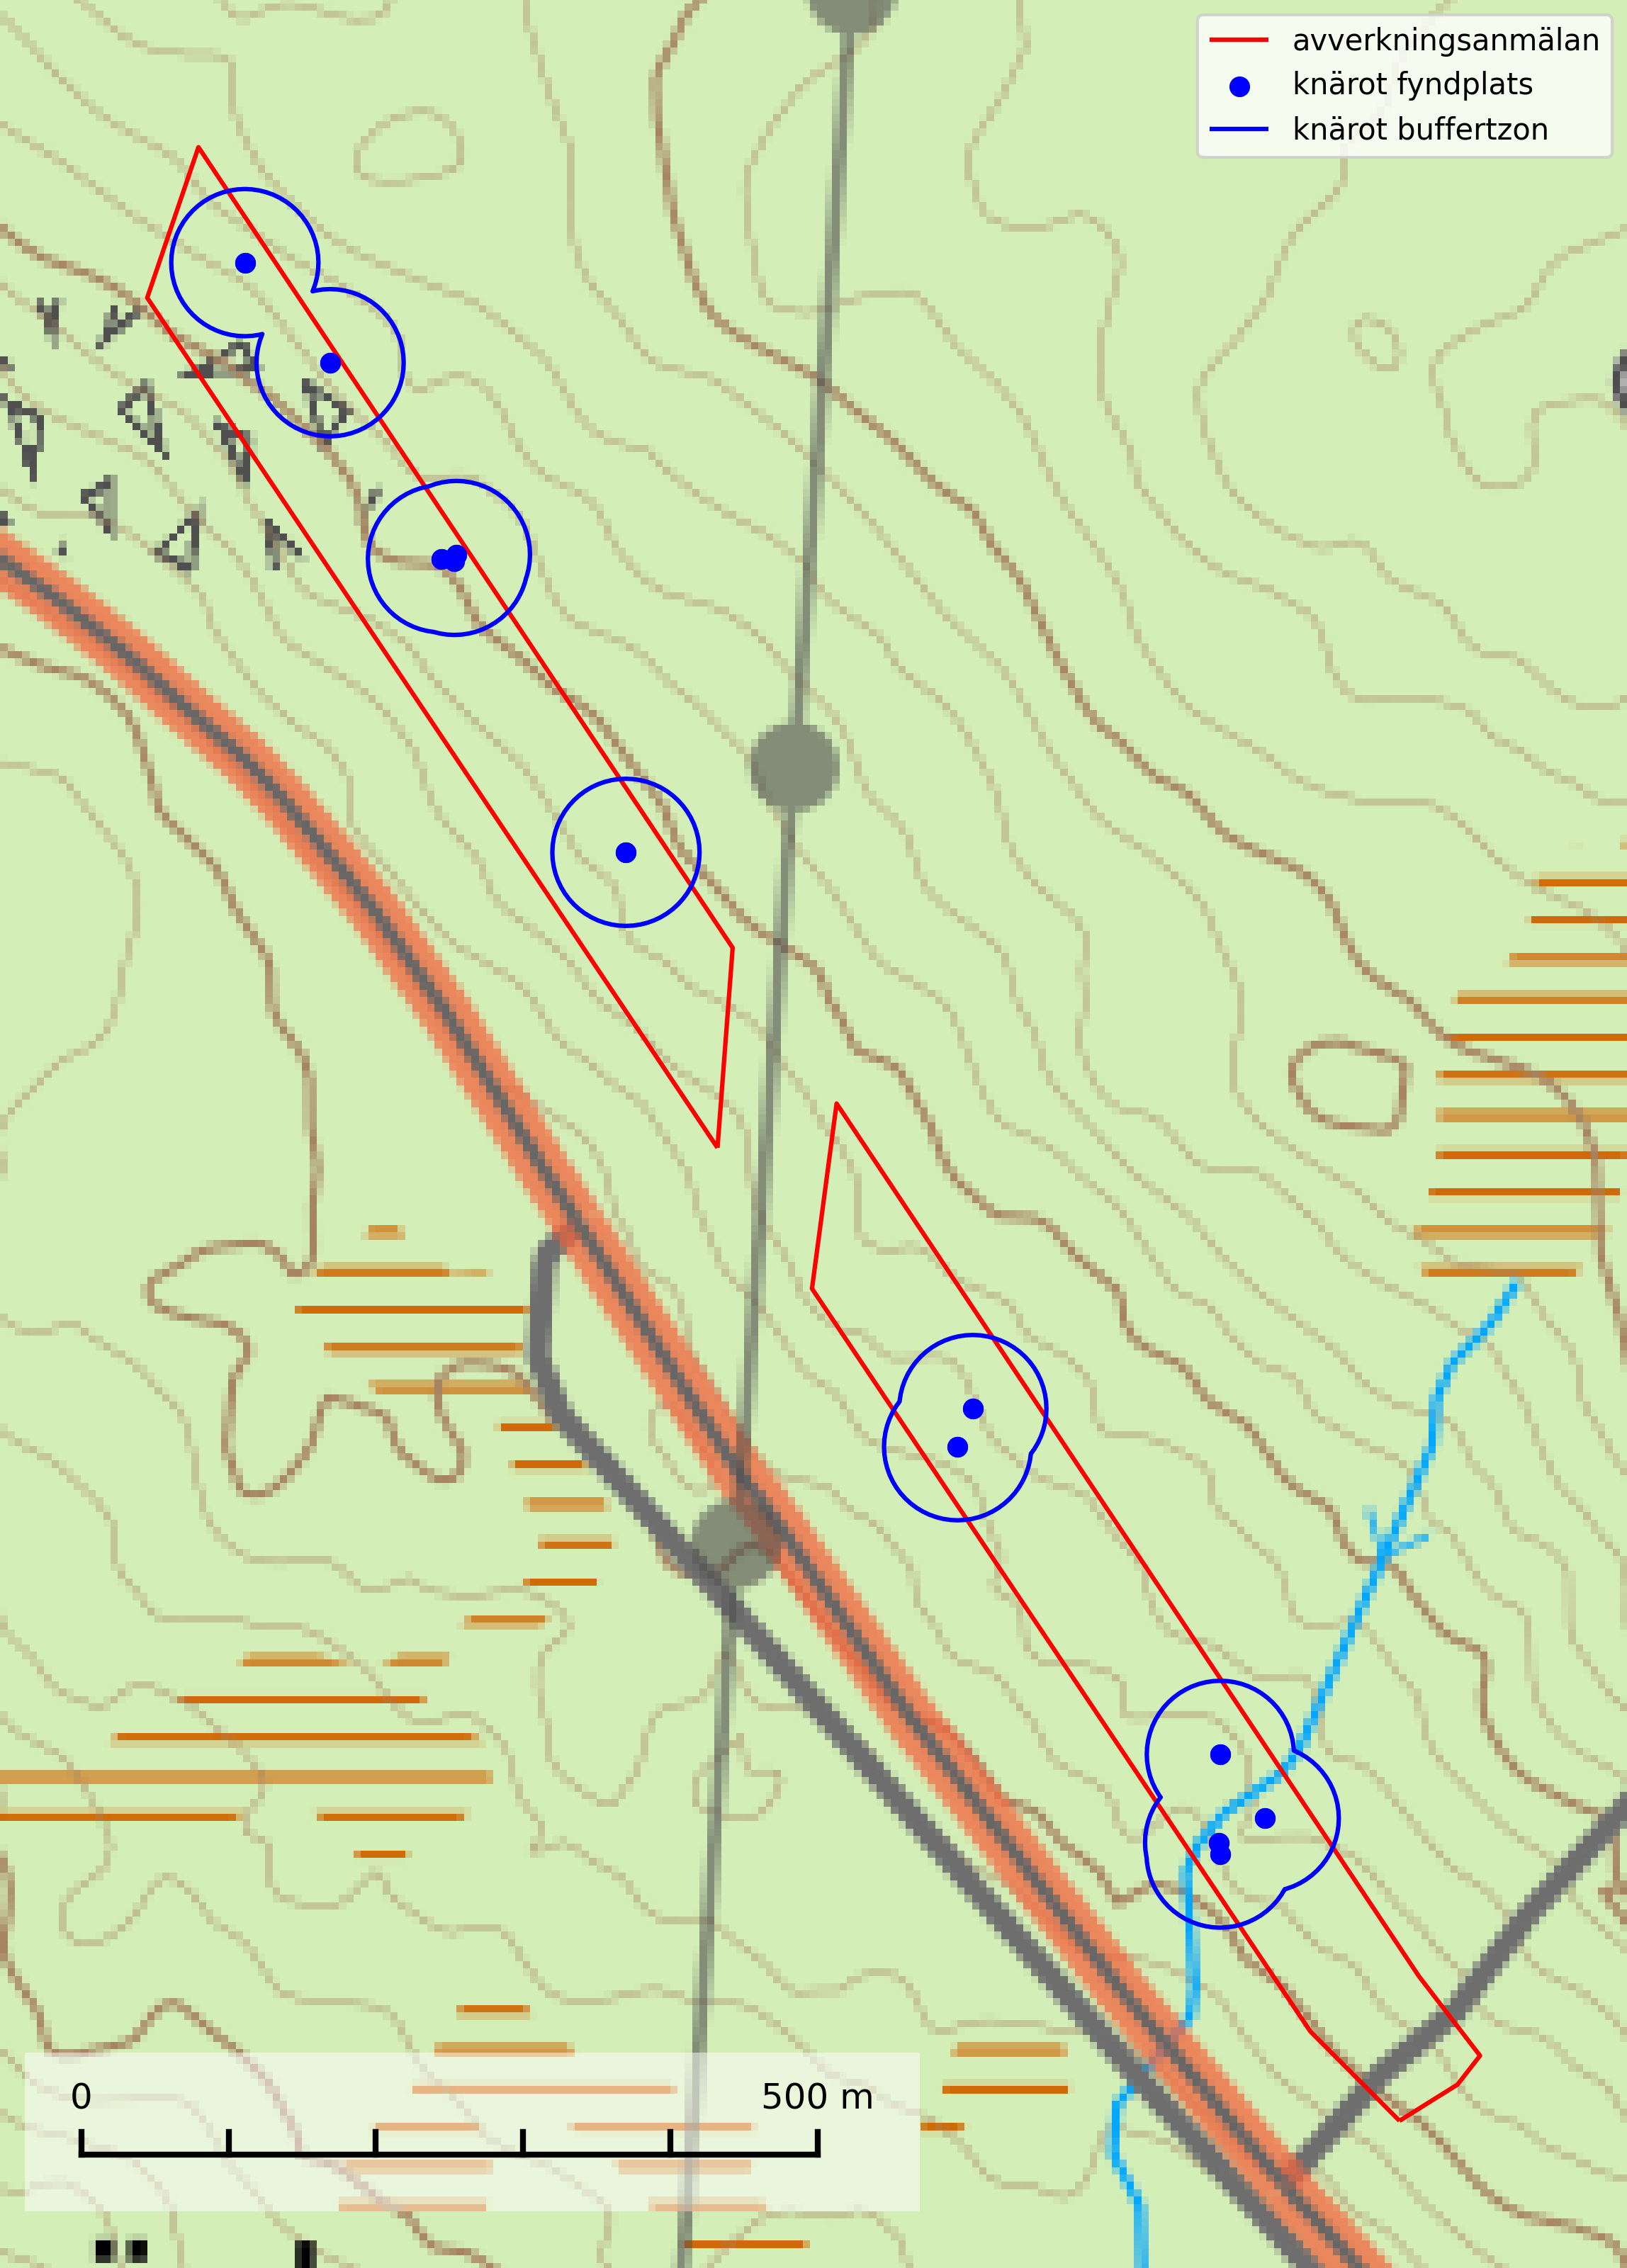 avverkningsanmälan
knärot fyndplats
knärot buffertzon
0
500 m